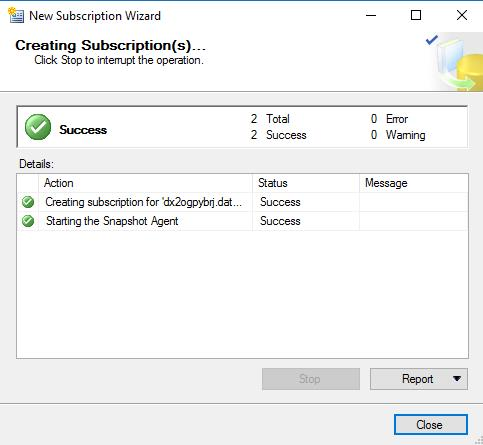 New Subscription Wizard
Creating Subscription(s)...
Click Stop to interrupt the operation.
Success
2 Total 0 Error
2 Success 0 Warning
Details:
Action Status Message
Creating subscription for 'dx2ogpybrj.dat... Success
Starting the Snapshot Agent Success
Stop Report
Close